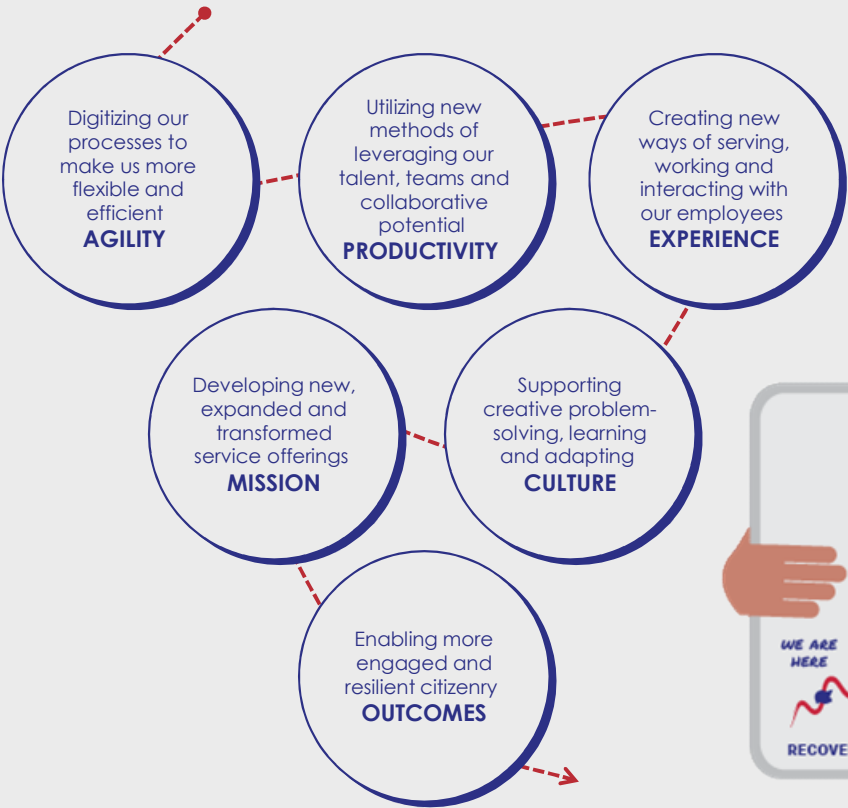 Digitizing our
processes to
make us more
flexible and
efficient
AGILITY
Utilizing new
methods of
leveraging our
talent, teams and
collaborative
potential
PRODUCTIVITY
Creating new
ways of serving,
working and
interacting with
our employees
EXPERIENCE
Supporting
creative problem-
solving, learning
and adapting
CULTURE
Developing new,
expanded and
transformed
service offerings
MISSION
Enabling more
engaged and
resilient citizenry
OUTCOMES
WE ARE
HERE
RECOVE